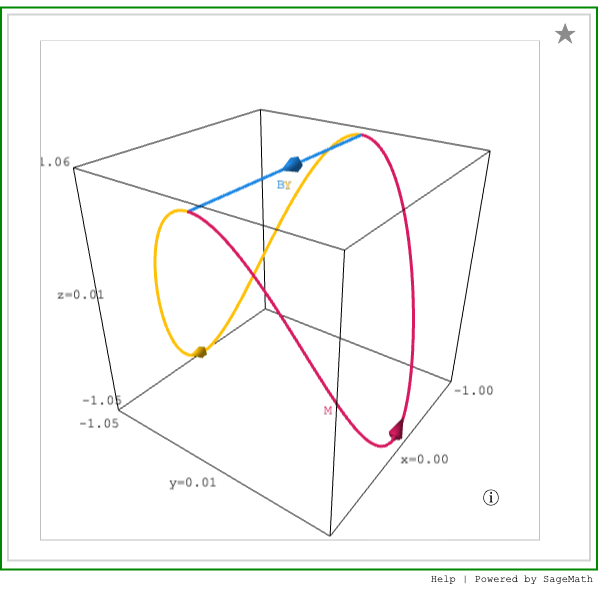 1.06
BY
z=0.01
-1.05
-1.05
-1.00
M
x=0.00
y=0.01
i
Help | Powered by SageMath